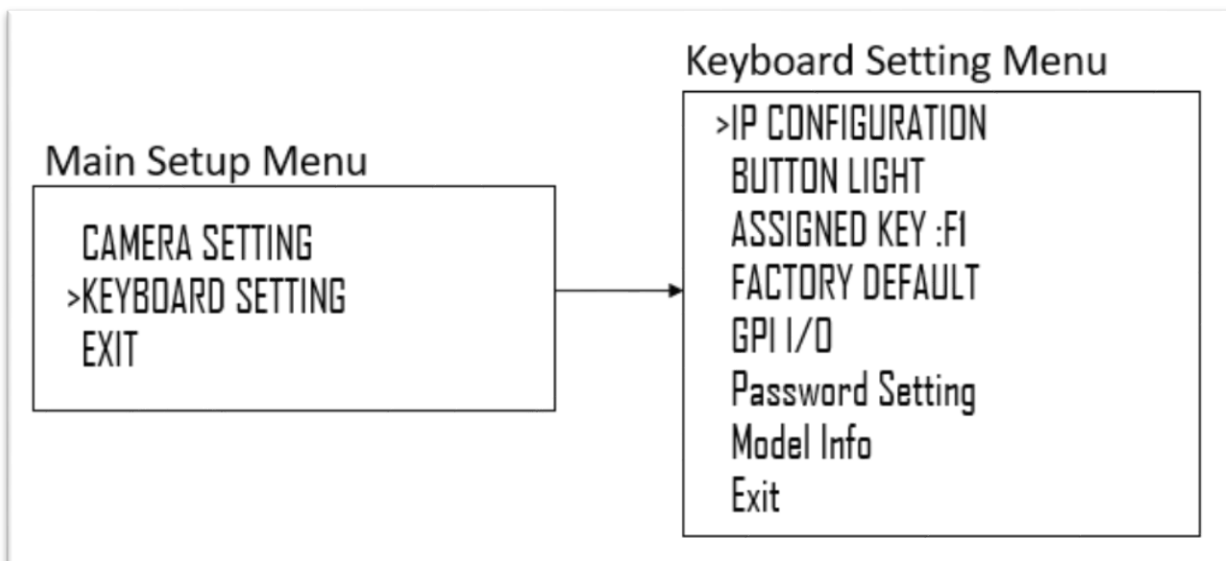 Main Setup Menu
CAMERA SETTING
>KEYBOARD SETTING
EXIT
Keyboard Setting Menu
>IP CONFIGURATION
BUTTON LIGHT
ASSIGNED KEY :F1
FACTORY DEFAULT
GPI I/O
Password Setting
Model Info
Exit